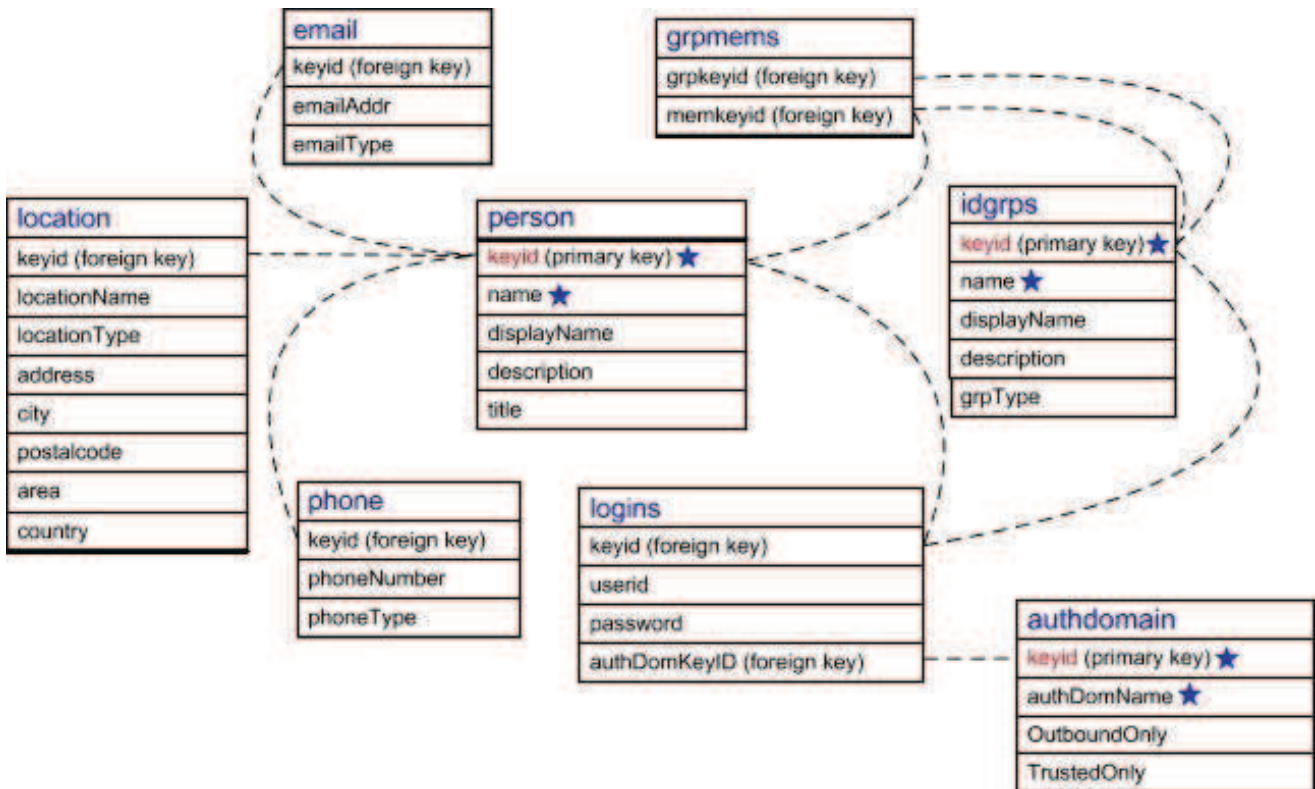 email
keyid (foreign key)
emailAddr
emailType
grpmems
grpkeyid (foreign key)
memkeyid (foreign key)
location
keyid (foreign key)
locationName
locationType
address
city
postalcode
area
country
person
keyid (primary key)
name
displayName
description
title
idgrps
keyid (primary key)
name
displayName
description
grpType
phone
keyid (foreign key)
phoneNumber
phoneType
logins
keyid (foreign key)
userid
password
authDomKeyID (foreign key)
authdomain
keyid (primary key)
authDomName
OutboundOnly
TrustedOnly